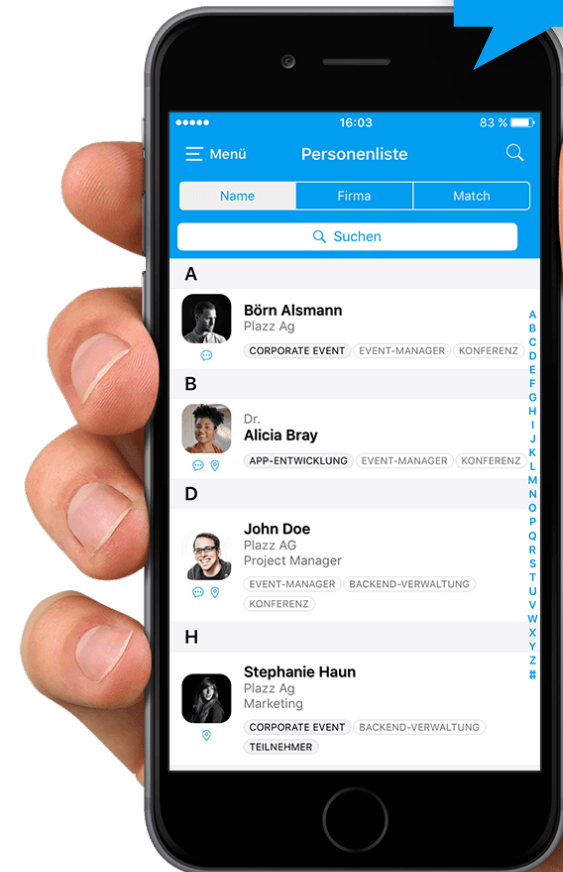 16:03
83 %
Menü
Personenliste
Name
Firma
Match
Suchen
A
Börn Alsmann
Plazz Ag
CORPORATE EVENT
EVENT-MANAGER
KONFERENZ
B
Dr.
Alicia Bray
APP-ENTWICKLUNG
EVENT-MANAGER
KONFERENZ
D
John Doe
Plazz AG
Project Manager
EVENT-MANAGER
BACKEND-VERWALTUNG
KONFERENZ
H
Stephanie Haun
Plazz Ag
Marketing
CORPORATE EVENT
BACKEND-VERWALTUNG
TEILNEHMER
A
B
C
D
E
F
G
H
I
J
K
L
M
N
O
P
Q
R
S
T
U
V
W
X
Y
Z
#